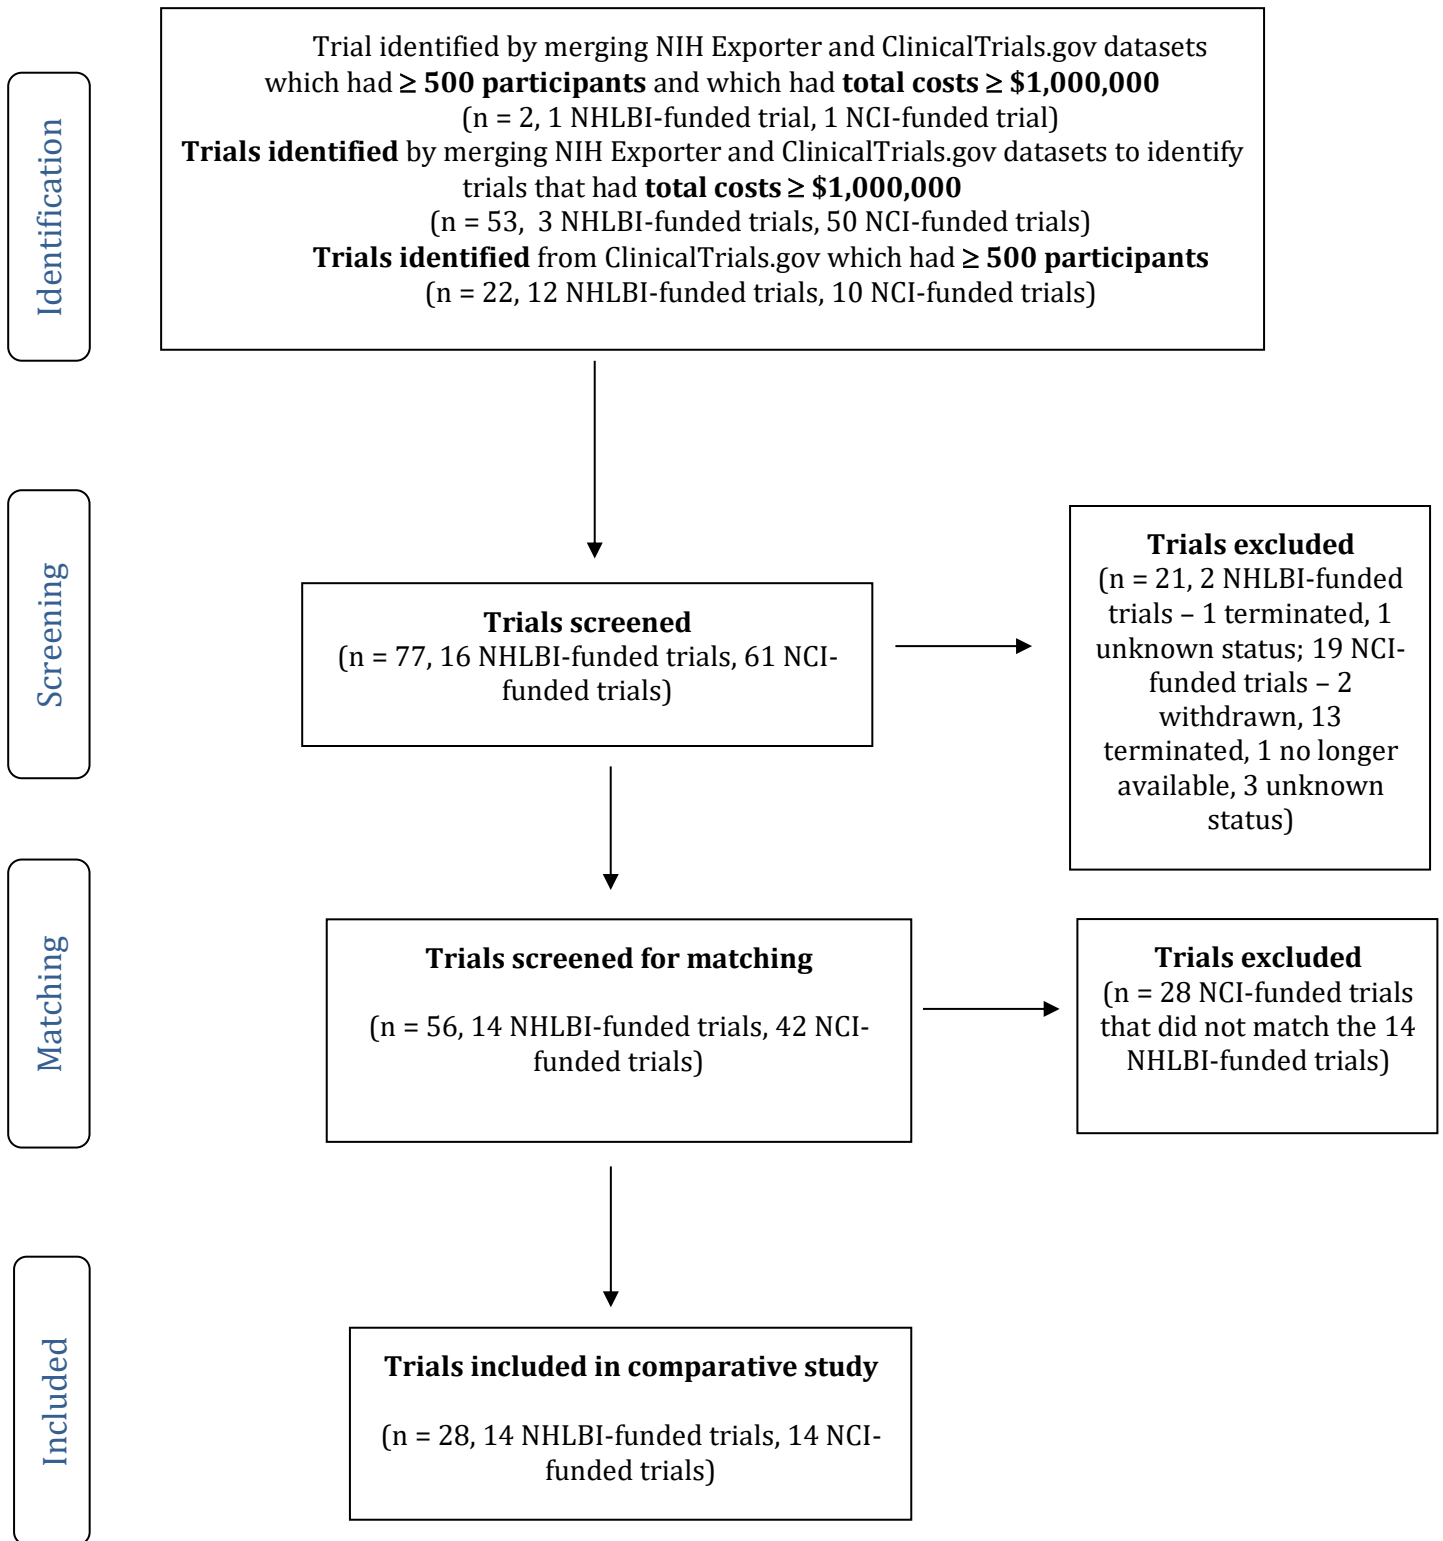 Identification
Trial identified by merging NIH Exporter and ClinicalTrials.gov datasets
which had ≥ 500 participants and which had total costs ≥ $1,000,000
(n = 2, 1 NHLBI-funded trial, 1 NCI-funded trial)
Trials identified by merging NIH Exporter and ClinicalTrials.gov datasets to identify
trials that had total costs ≥ $1,000,000
(n = 53, 3 NHLBI-funded trials, 50 NCI-funded trials)
Trials identified from ClinicalTrials.gov which had ≥ 500 participants
(n = 22, 12 NHLBI-funded trials, 10 NCI-funded trials)
Screening
Trials screened
(n = 77, 16 NHLBI-funded trials, 61 NCI-
funded trials)
Trials excluded
(n = 21, 2 NHLBI-funded
trials – 1 terminated, 1
unknown status; 19 NCI-
funded trials – 2
withdrawn, 13
terminated, 1 no longer
available, 3 unknown
status)
Matching
Trials screened for matching
(n = 56, 14 NHLBI-funded trials, 42 NCI-
funded trials)
Trials excluded
(n = 28 NCI-funded trials
that did not match the 14
NHLBI-funded trials)
Included
Trials included in comparative study
(n = 28, 14 NHLBI-funded trials, 14 NCI-
funded trials)